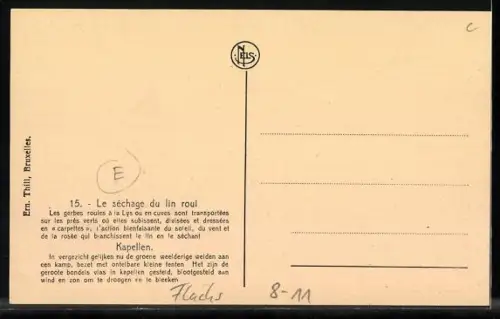 c
NELS
Ern. Thill, Bruxelles.
E
15. - Le séchage du lin roui
Les gerbes rouies à la Lys ou en cuves sont transportées
sur les prés verts où elles subissent, divisées et dressées
en « carpettes », l'action bienfaisante du soleil, du vent et
de la rosée qui blanchissent le lin en le séchant
Kapellen.
In vergezicht gelijken nu de groene weelderige weiden aan
een kamp, bezet met ontelbare kleine tenten Het zijn de
geroote bondels vlas in kapellen gesteld, blootgesteld aan
wind en zon om te droogen en te bleeken
Flachs 8-11